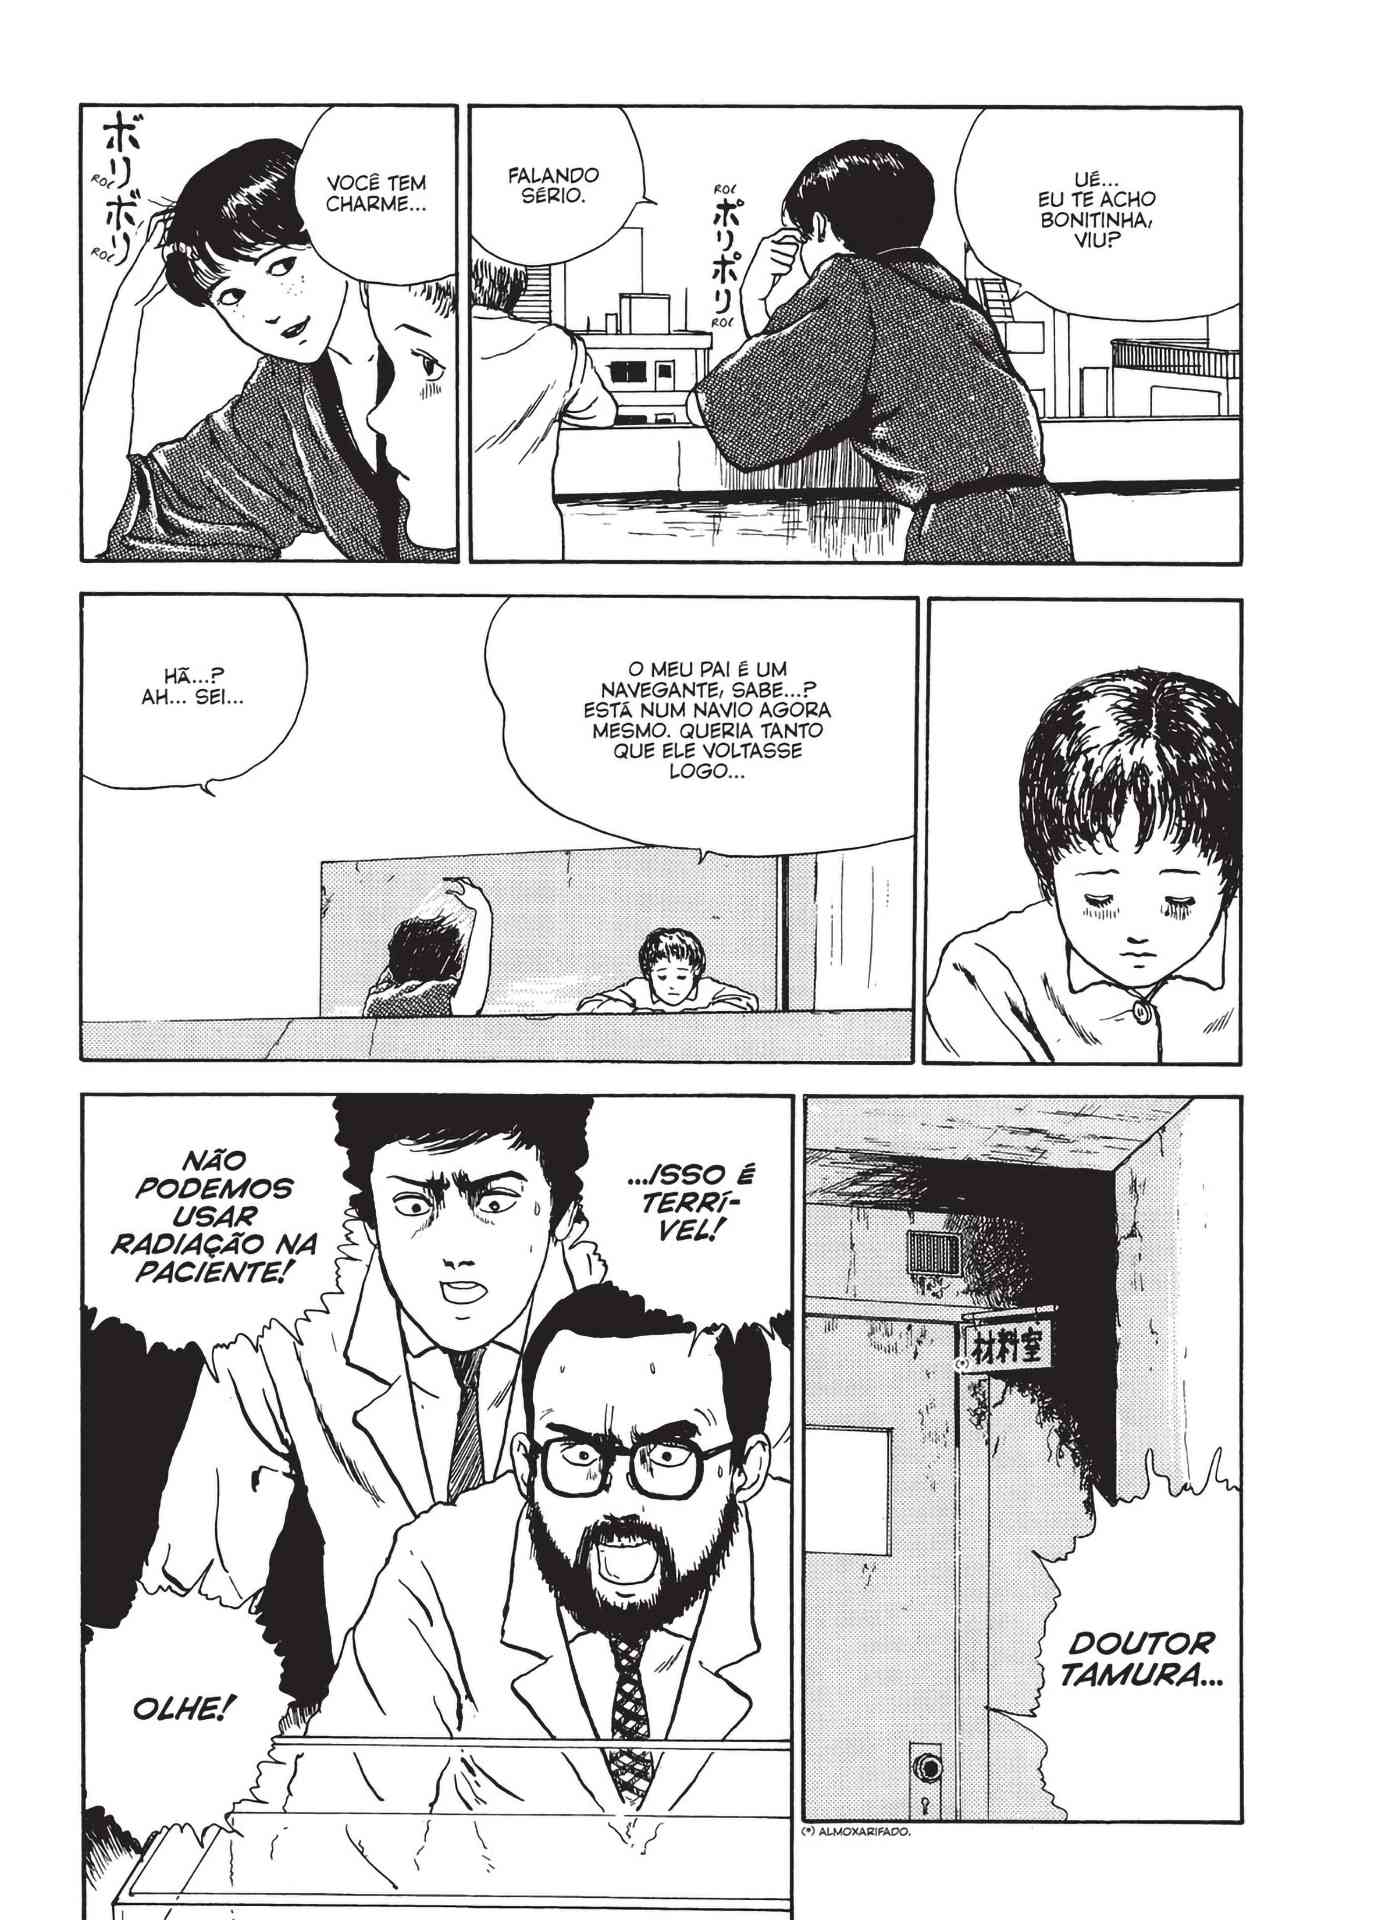 UÉ...
EU TE ACHO
BONITINHA,
VIU?
ROC
ポリポリ
ROC
FALANDO
SÉRIO.
VOCÊ TEM
CHARME...
ボリボリ
ROC
ROC
O MEU PAI É UM
NAVEGANTE, SABE...?
ESTÁ NUM NAVIO AGORA
MESMO. QUERIA TANTO
QUE ELE VOLTASSE
LOGO...
HÃ...?
AH... SEI...
材料室
(*)
DOUTOR
TAMURA...
(*) ALMOXARIFADO.
...ISSO É
TERRÍ-
VEL!
NÃO
PODEMOS
USAR
RADIAÇÃO NA
PACIENTE!
OLHE!